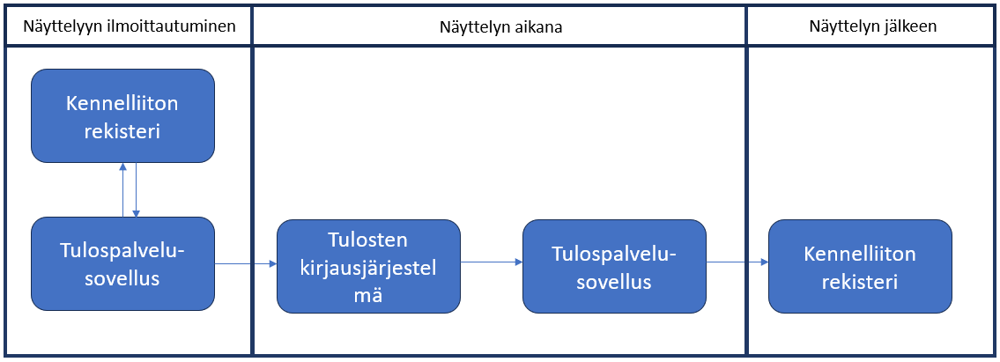 Näyttelyyn ilmoittautuminen
Näyttelyn aikana
Näyttelyn jälkeen
Kennelliiton
rekisteri
Tulospalvelu-
sovellus
Tulosten
kirjausjärjestel
mä
Tulospalvelu-
sovellus
Kennelliiton
rekisteri